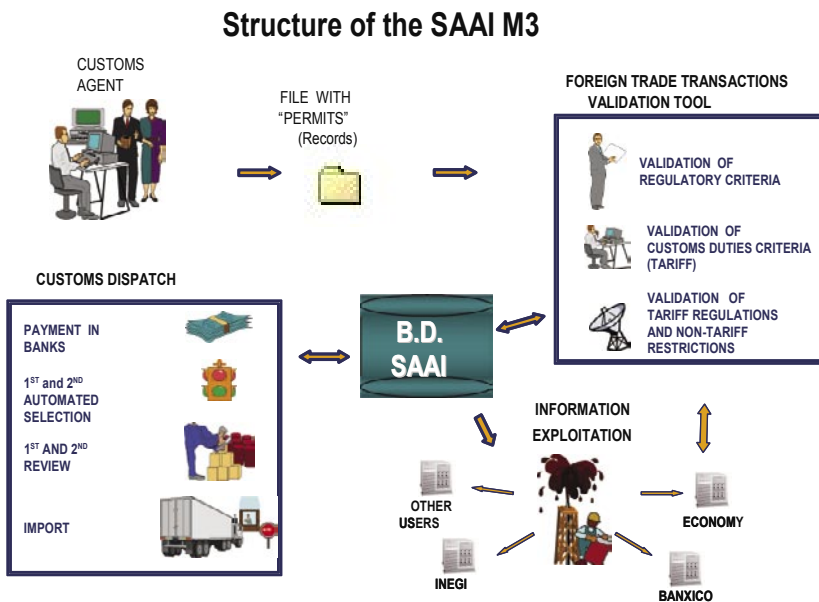 Structure of the SAAI M3
CUSTOMS
AGENT
FILE WITH
“PERMITS”
(Records)
FOREIGN TRADE TRANSACTIONS
VALIDATION TOOL
VALIDATION OF
REGULATORY CRITERIA
VALIDATION OF
CUSTOMS DUTIES CRITERIA
(TARIFF)
VALIDATION OF
TARIFF REGULATIONS
AND NON-TARIFF
RESTRICTIONS
CUSTOMS DISPATCH
PAYMENT IN
BANKS
1ST and 2ND
AUTOMATED
SELECTION
1ST AND 2ND
REVIEW
IMPORT
B.D.
SAAI
INFORMATION
EXPLOITATION
OTHER
USERS
ECONOMY
INEGI
BANXICO